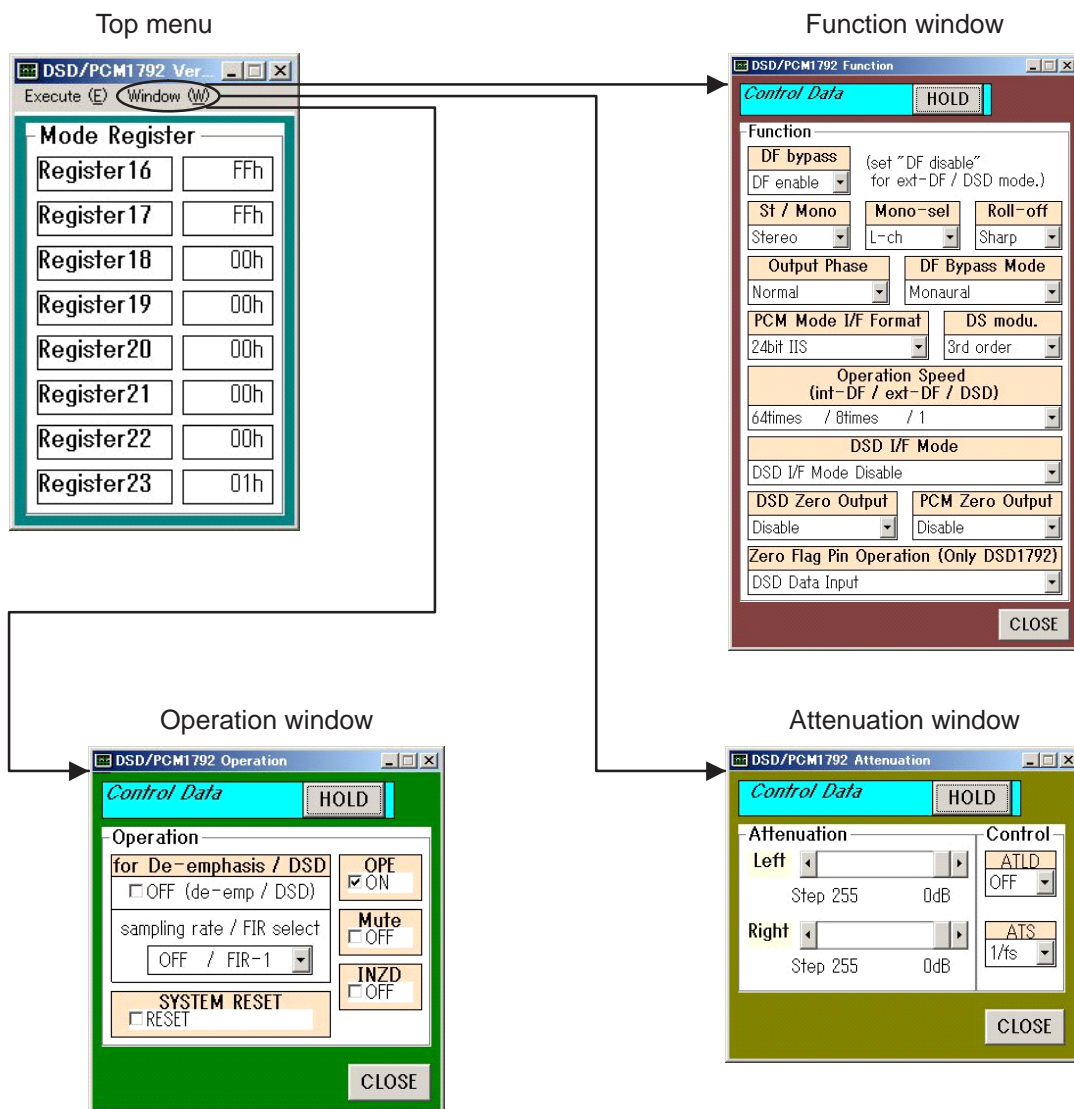 Top menu
DSD/PCM1792 Ver...
Execute (E) Window (W)
Mode Register
Register16 FFh
Register17 FFh
Register18 00h
Register19 00h
Register20 00h
Register21 00h
Register22 00h
Register23 01h
Function window
DSD/PCM1792 Function
Control Data HOLD
Function
DF bypass
DF enable
(set "DF disable"
for ext-DF / DSD mode.)
St / Mono Mono-sel Roll-off
Stereo L-ch Sharp
Output Phase DF Bypass Mode
Normal Monaural
PCM Mode I/F Format DS modu.
24bit IIS 3rd order
Operation Speed
(int-DF / ext-DF / DSD)
64times / 8times / 1
DSD I/F Mode
DSD I/F Mode Disable
DSD Zero Output PCM Zero Output
Disable Disable
Zero Flag Pin Operation (Only DSD1792)
DSD Data Input
CLOSE
Operation window
DSD/PCM1792 Operation
Control Data HOLD
Operation
for De-emphasis / DSD
OFF (de-emp / DSD)
sampling rate / FIR select
OFF / FIR-1
SYSTEM RESET
RESET
OPE
ON
Mute
OFF
INZD
OFF
CLOSE
Attenuation window
DSD/PCM1792 Attenuation
Control Data HOLD
Attenuation
Left
Step 255 0dB
Right
Step 255 0dB
Control
ATLD
OFF
ATS
1/fs
CLOSE